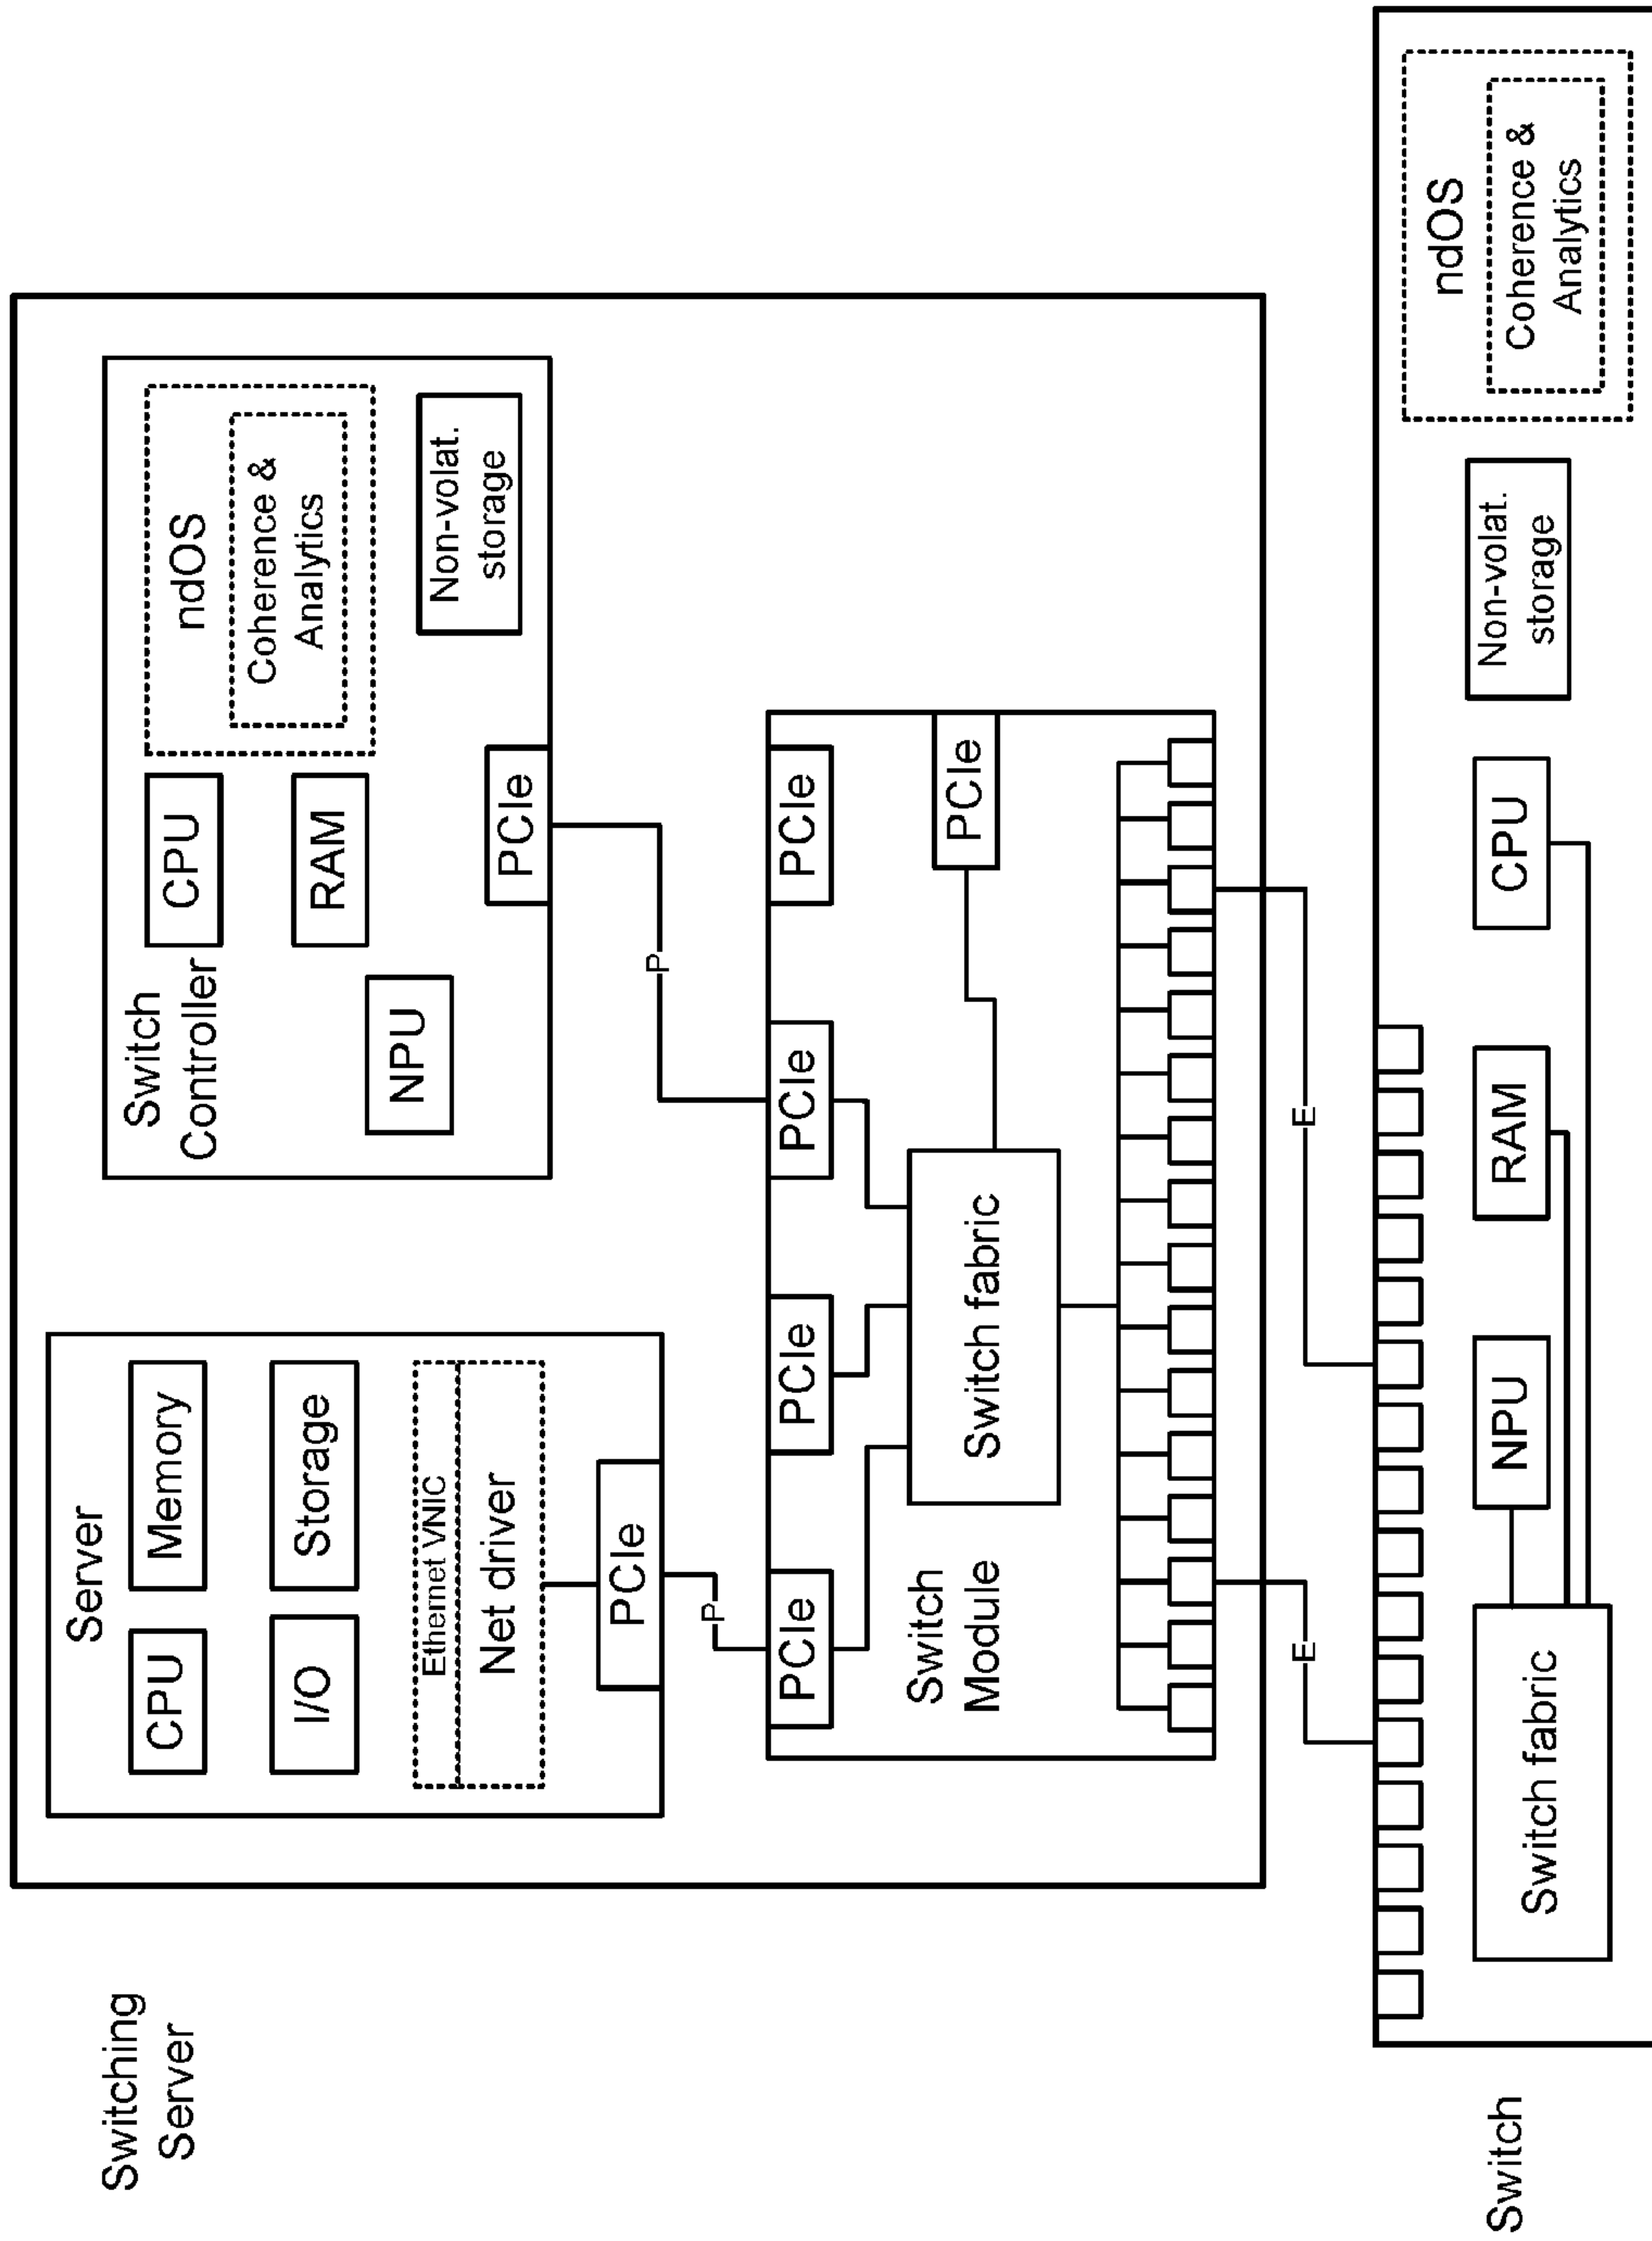 Switching
Server
Server
CPU
Memory
I/O
Storage
Ethernet VNIC
Net driver
PCIe
Switch
Controller
CPU
RAM
NPU
ndOS
Coherence &
Analytics
Non-volat.
storage
PCIe
P
P
PCIe
PCIe
PCIe
PCIe
PCIe
Switch
Module
Switch fabric
E
E
Switch
Switch fabric
NPU
RAM
CPU
Non-volat.
storage
ndOS
Coherence &
Analytics